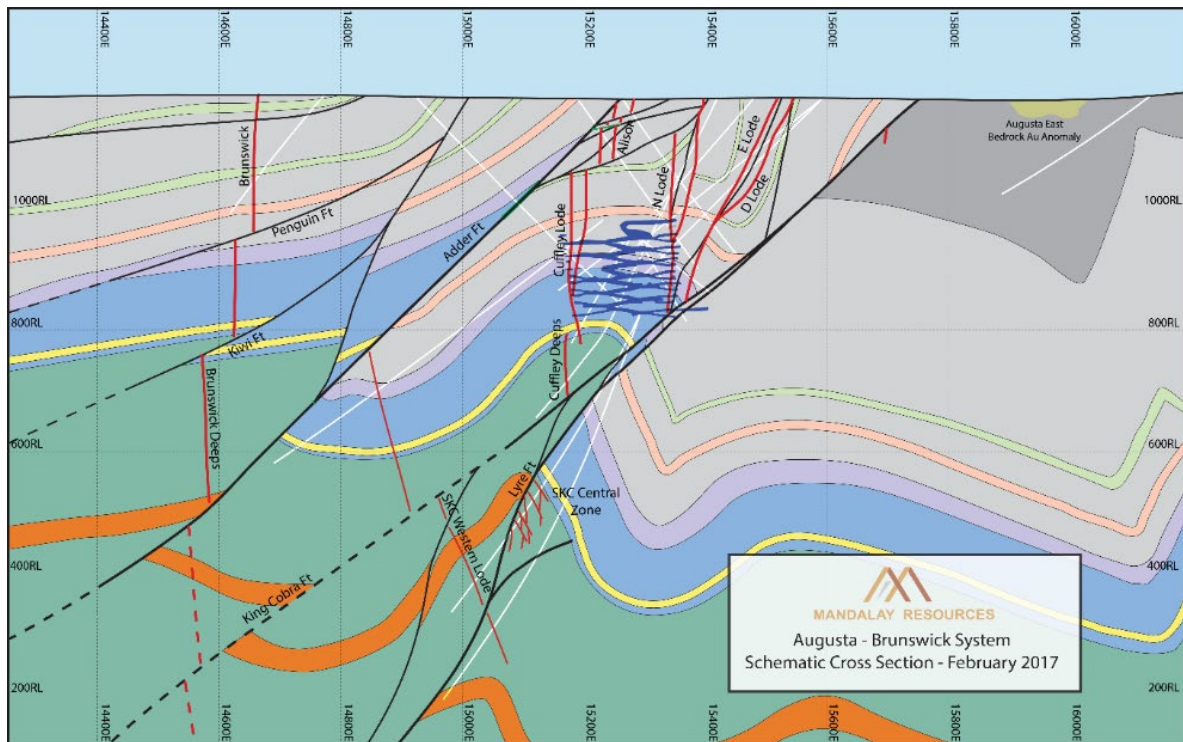 14400E
14600E
14800E
15000E
15200E
15400E
15600E
15800E
16000E
Augusta East
Bedrock Au Anomaly
Brunswick
Alison
E Lode
N Lode
D Lode
1000RL
1000RL
Penguin Ft
Adder Ft
Cuffley Lode
800RL
800RL
Kiwi Ft
Cuffley Deeps
Brunswick Deeps
600RL
600RL
Lyre Ft
SKC Central
Zone
SKC Western Lode
400RL
400RL
King Cobra Ft
MANDALAY RESOURCES
Augusta - Brunswick System
Schematic Cross Section - February 2017
200RL
200RL
14400E
14600E
14800E
15000E
15200E
15400E
15600E
15800E
16000E